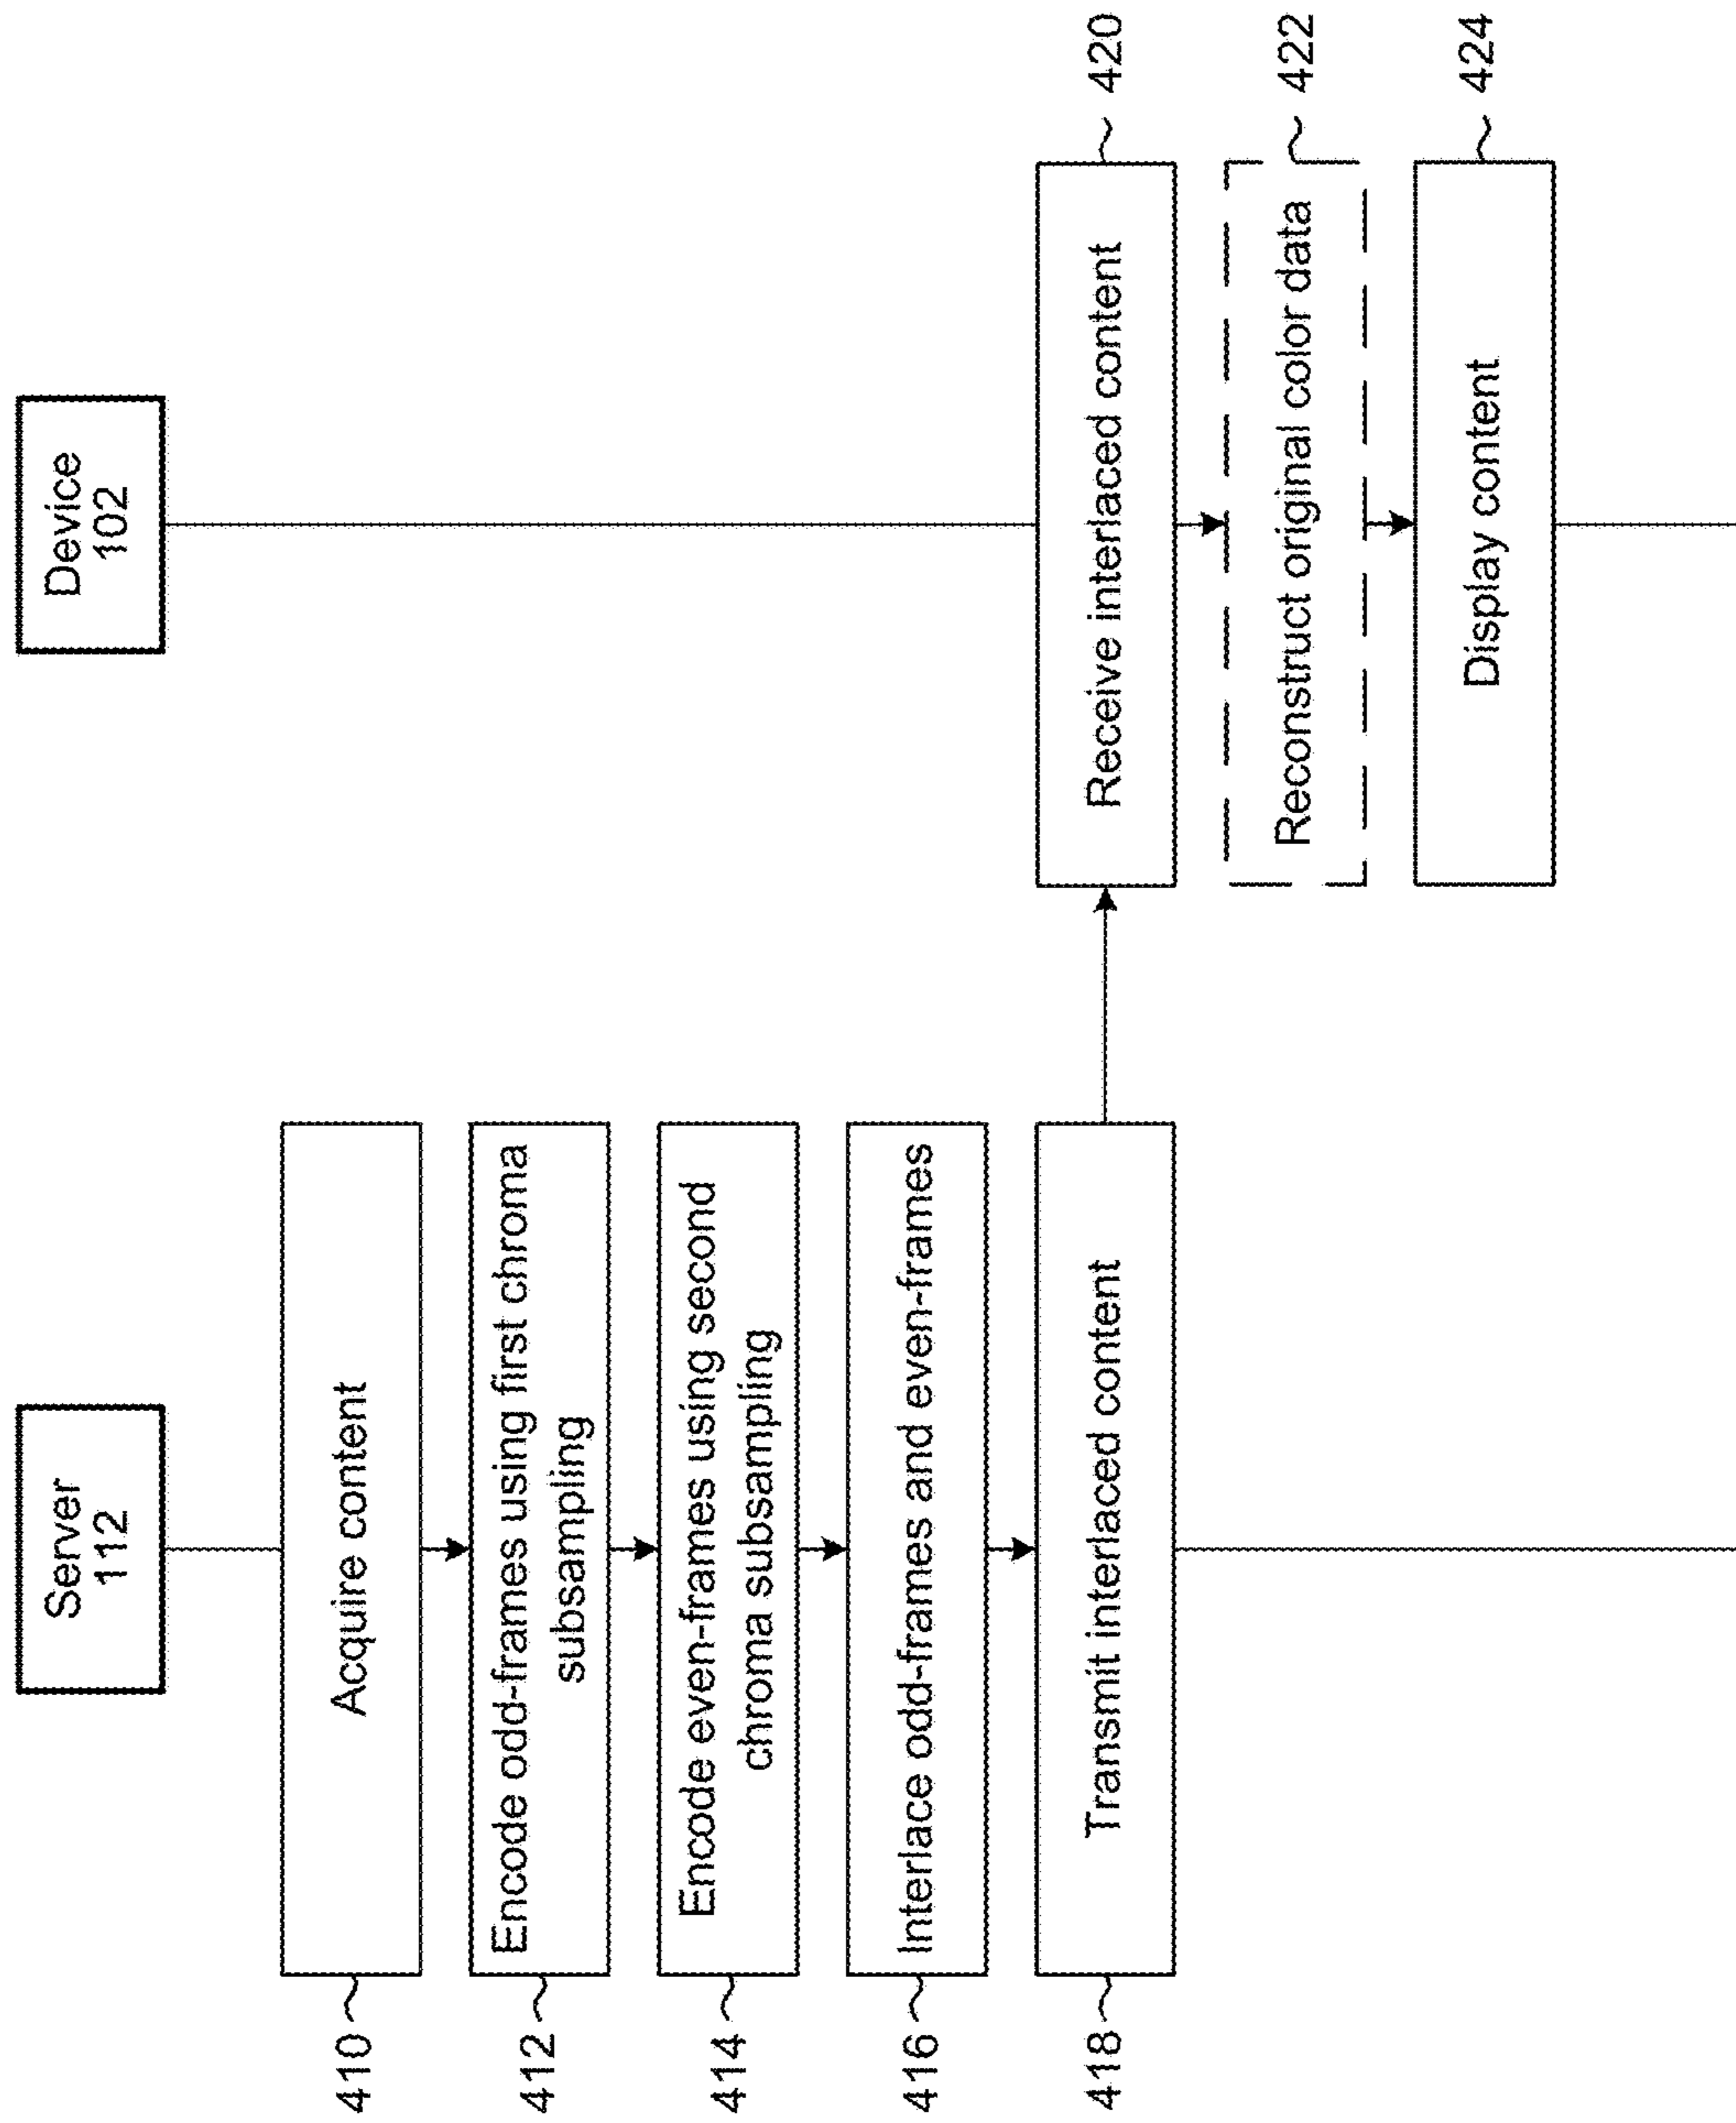 Server
112
Device
102
410
Acquire content
412
Encode odd-frames using first chroma
subsampling
414
Encode even-frames using second
chroma subsampling
416
Interlace odd-frames and even-frames
418
Transmit interlaced content
Receive interlaced content
420
Reconstruct original color data
422
Display content
424